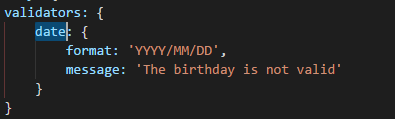 validators: {
date: {
format: 'YYYY/MM/DD',
message: 'The birthday is not valid'
}
}